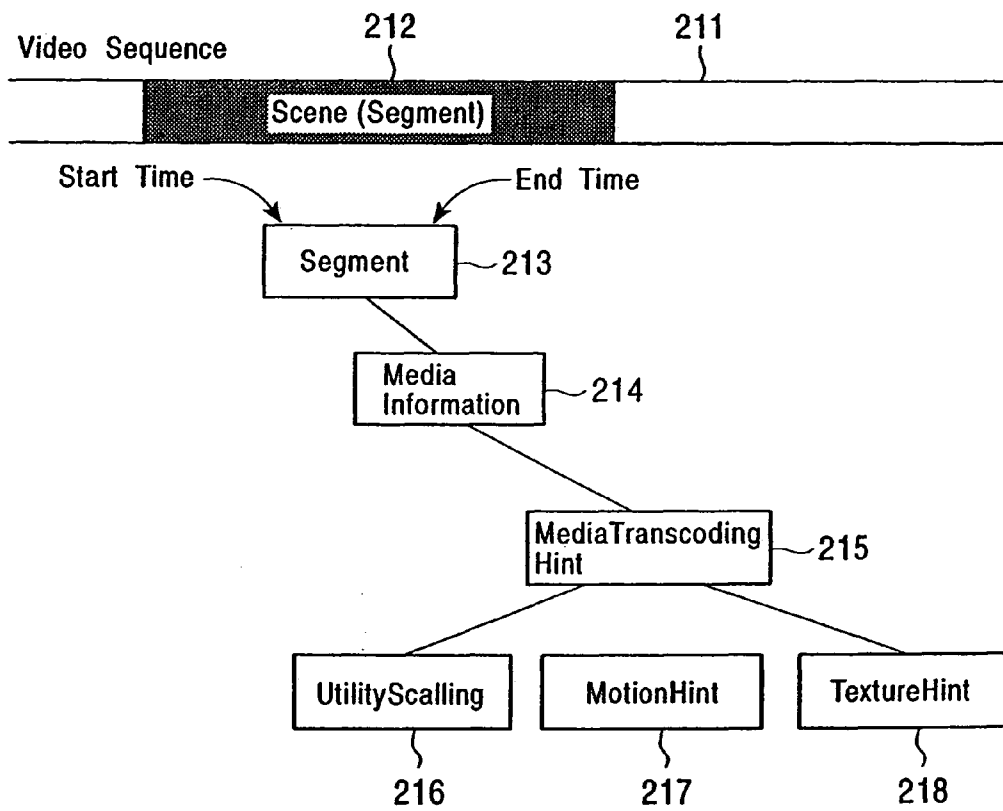 212
211
Video Sequence
Scene (Segment)
Start Time
End Time
Segment
213
Media
Information
214
MediaTranscoding
Hint
215
UtilityScalling
MotionHint
TextureHint
216
217
218